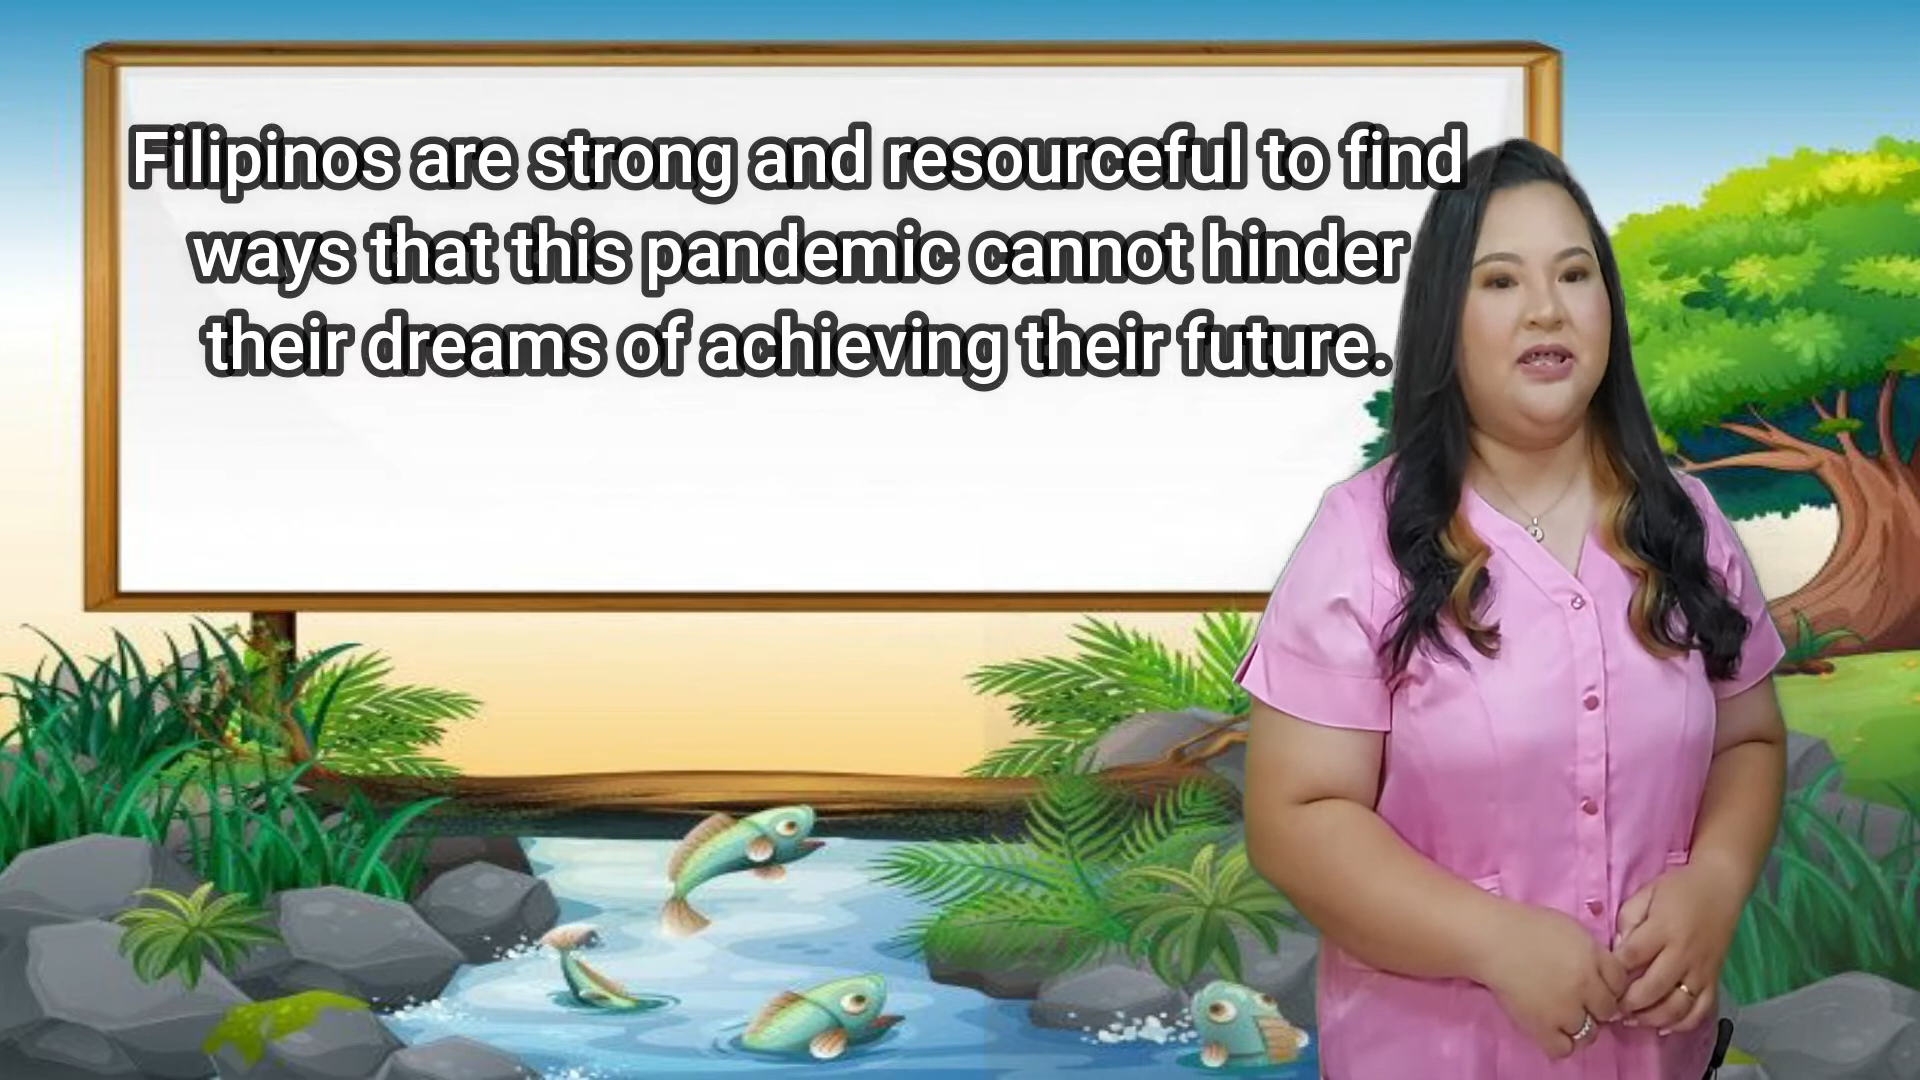 Filipinos are strong and resourceful to find
ways that this pandemic cannot hinder
their dreams of achieving their future.